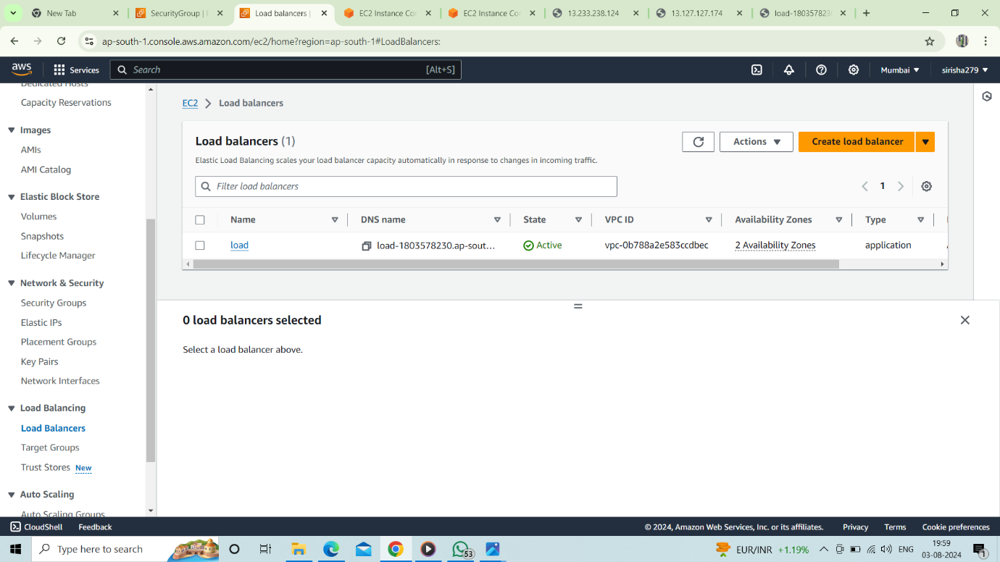 New Tab
SecurityGroup | E
Load balancers |
EC2 Instance Con
EC2 Instance Con
13.233.238.124
13.127.127.174
load-180357823
ap-south-1.console.aws.amazon.com/ec2/home?region=ap-south-1#LoadBalancers:
aws
Services
Search
[Alt+S]
Mumbai
sirisha279
Dedicated Hosts
Capacity Reservations
Images
AMIs
AMI Catalog
Elastic Block Store
Volumes
Snapshots
Lifecycle Manager
Network & Security
Security Groups
Elastic IPs
Placement Groups
Key Pairs
Network Interfaces
Load Balancing
Load Balancers
Target Groups
Trust Stores New
Auto Scaling
Auto Scaling Groups
EC2 > Load balancers
Load balancers (1)
Elastic Load Balancing scales your load balancer capacity automatically in response to changes in incoming traffic.
Actions
Create load balancer
Filter load balancers
1
Name DNS name State VPC ID Availability Zones Type
load load-1803578230.ap-sout... Active vpc-0b788a2e583ccdbec 2 Availability Zones application
0 load balancers selected
Select a load balancer above.
CloudShell Feedback
© 2024, Amazon Web Services, Inc. or its affiliates. Privacy Terms Cookie preferences
Type here to search
53
EUR/INR +1.19%
ENG
19:59
03-08-2024
1